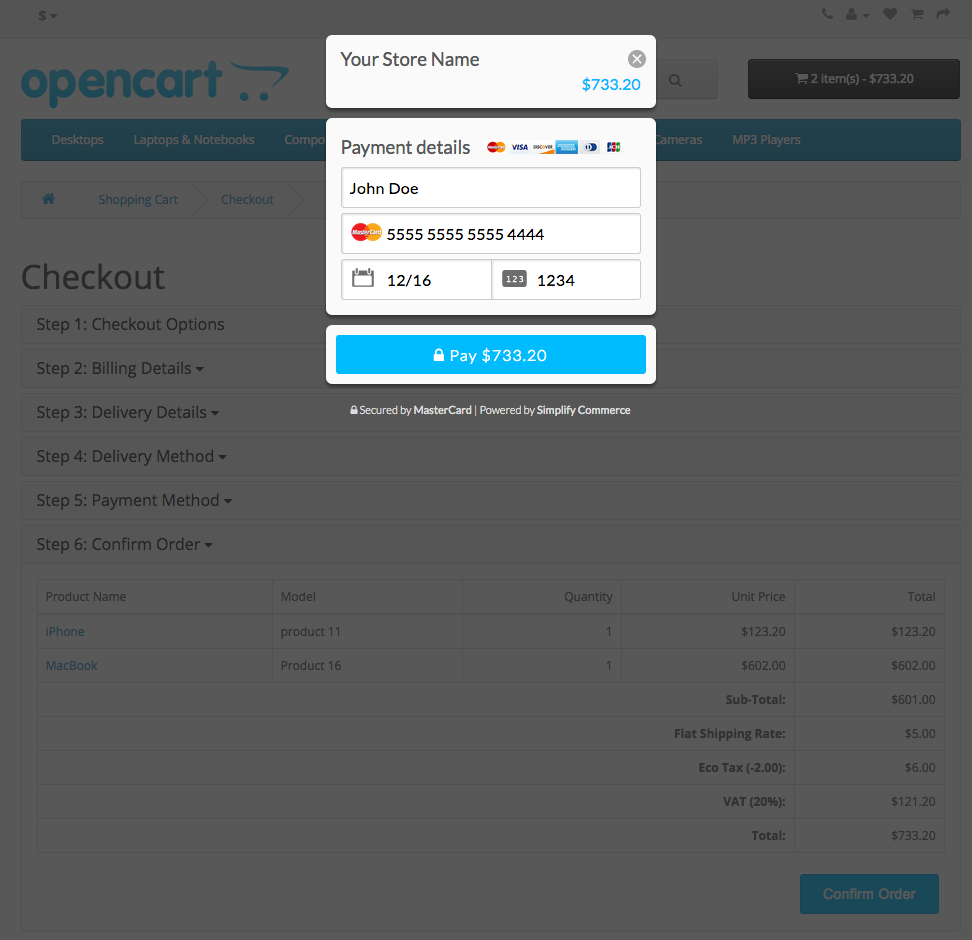 $
Your Store Name
$733.20
opencart
2 item(s) - $733.20
Payment details MasterCard VISA DISCOVER JCB
Desktops Laptops & Notebooks Compo Cameras MP3 Players
John Doe
Shopping Cart Checkout
MasterCard 5555 5555 5555 4444
Checkout
12/16 123 1234
Step 1: Checkout Options
Pay $733.20
Step 2: Billing Details
Secured by MasterCard | Powered by Simplify Commerce
Step 3: Delivery Details
Step 4: Delivery Method
Step 5: Payment Method
Step 6: Confirm Order
Product Name Model Quantity Unit Price Total
iPhone product 11 1 $123.20 $123.20
MacBook Product 16 1 $602.00 $602.00
Sub-Total: $601.00
Flat Shipping Rate: $5.00
Eco Tax (-2.00): $6.00
VAT (20%): $121.20
Total: $733.20
Confirm Order